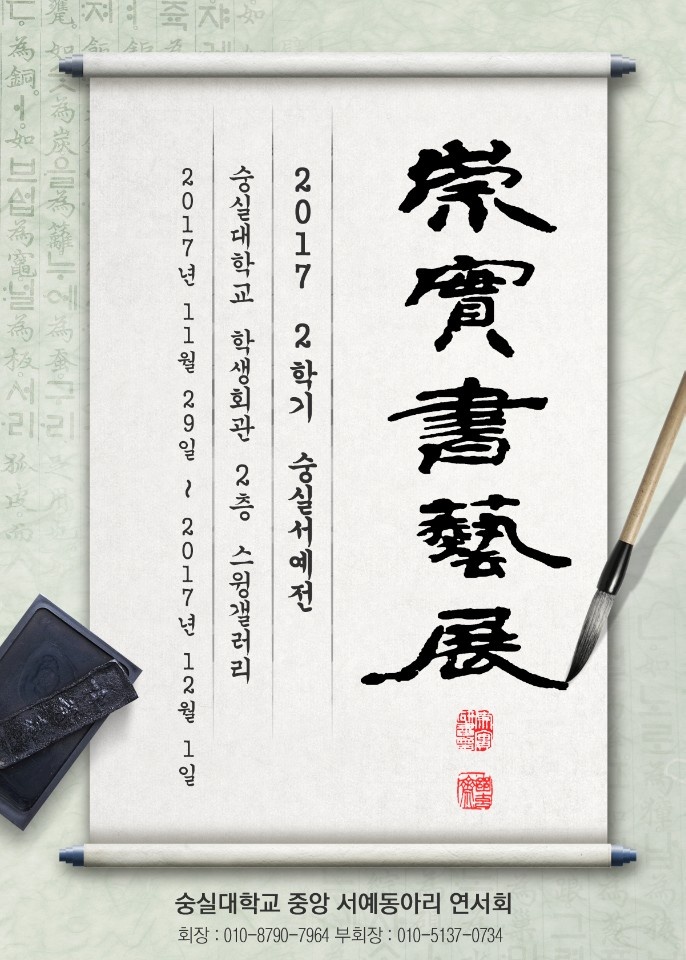 崇實書藝展
2017 2학기 숭실서예전
숭실대학교 학생회관 2층 스윙갤러리
2017년 11월 29일 ~ 2017년 12월 1일
숭실대학교 중앙 서예동아리 연서회
회장 : 010-8790-7964 부회장 : 010-5137-0734